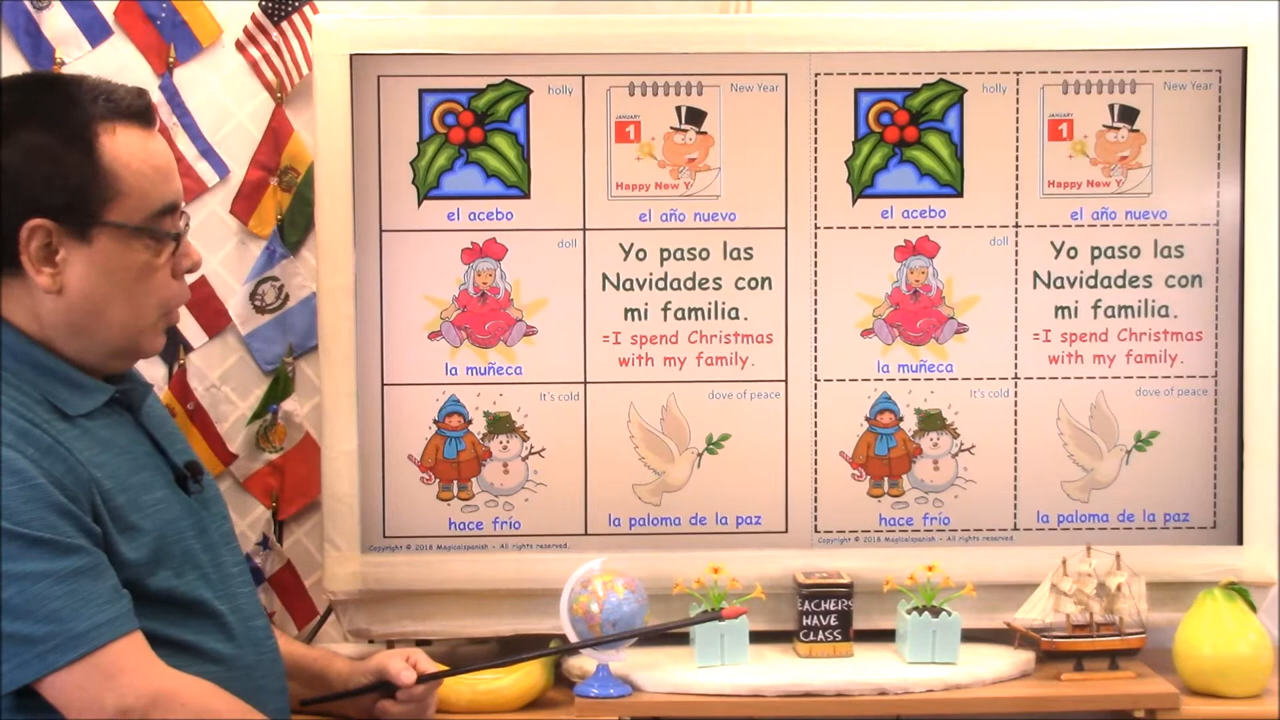 holly
el acebo
New Year
JANUARY
1
Happy New Y
el año nuevo
doll
la muñeca
Yo paso las
Navidades con
mi familia.
=I spend Christmas
with my family.
It's cold
hace frío
dove of peace
la paloma de la paz
Copyright © 2018 Magicalspanish - All rights reserved.
holly
el acebo
New Year
JANUARY
1
Happy New Y
el año nuevo
doll
la muñeca
Yo paso las
Navidades con
mi familia.
=I spend Christmas
with my family.
It's cold
hace frío
dove of peace
la paloma de la paz
Copyright © 2018 Magicalspanish - All rights reserved.
EACHERS
HAVE
CLASS